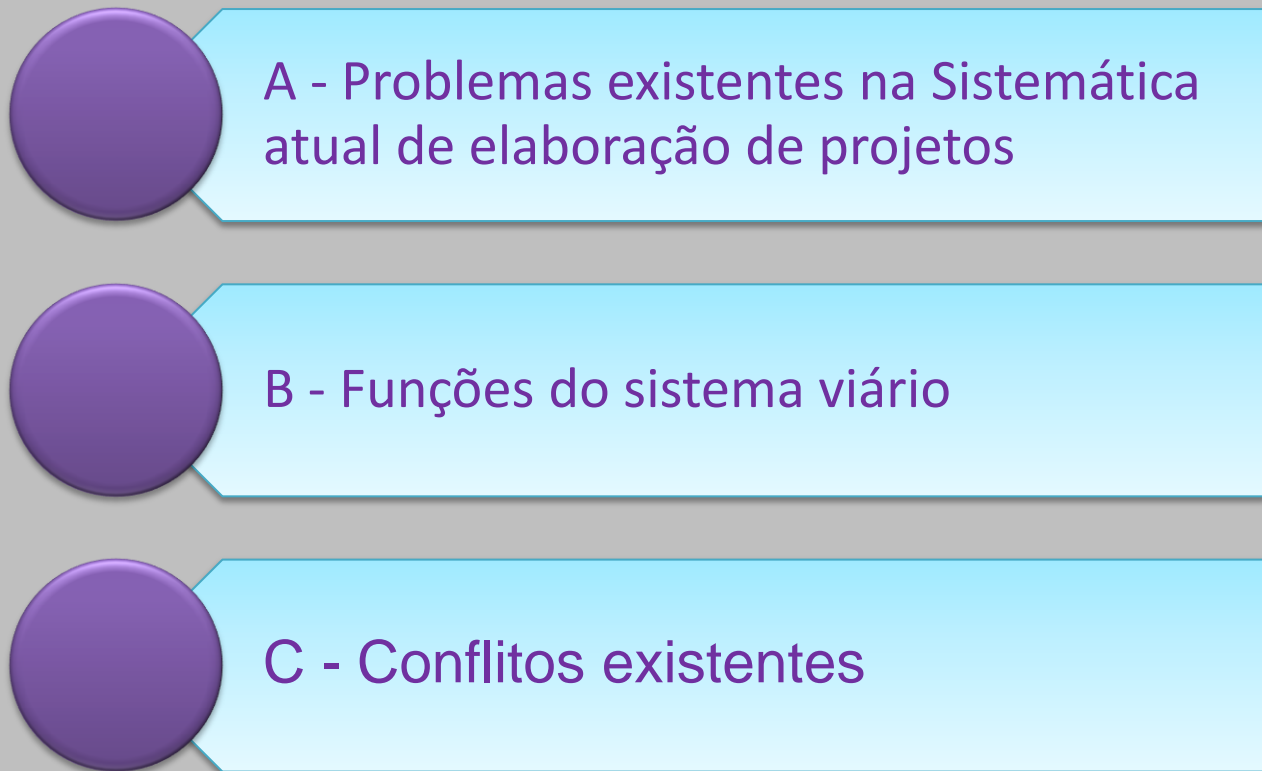 A - Problemas existentes na Sistemática
atual de elaboração de projetos
B - Funções do sistema viário
C - Conflitos existentes